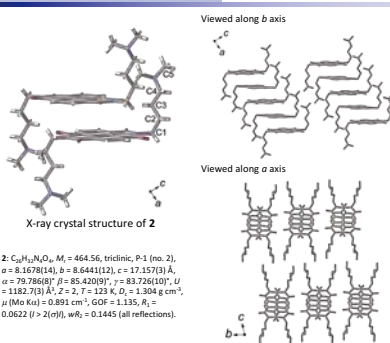 Viewed along b axis
c
a
C5
C4
C3
C2
C1
c
a
X-ray crystal structure of 2
Viewed along a axis
c
b
2: C₂₆H₃₂N₄O₄, Mᵣ = 464.56, triclinic, P-1 (no. 2),
a = 8.1678(14), b = 8.6441(12), c = 17.157(3) Å,
α = 79.786(8)° β = 85.420(9)°, γ = 83.726(10)°, U
= 1182.7(3) Å³, Z = 2, T = 123 K, Dₓ = 1.304 g cm⁻³,
μ (Mo Kα) = 0.891 cm⁻¹, GOF = 1.135, R₁ =
0.0622 (I > 2(σ)I), wR₂ = 0.1445 (all reflections).